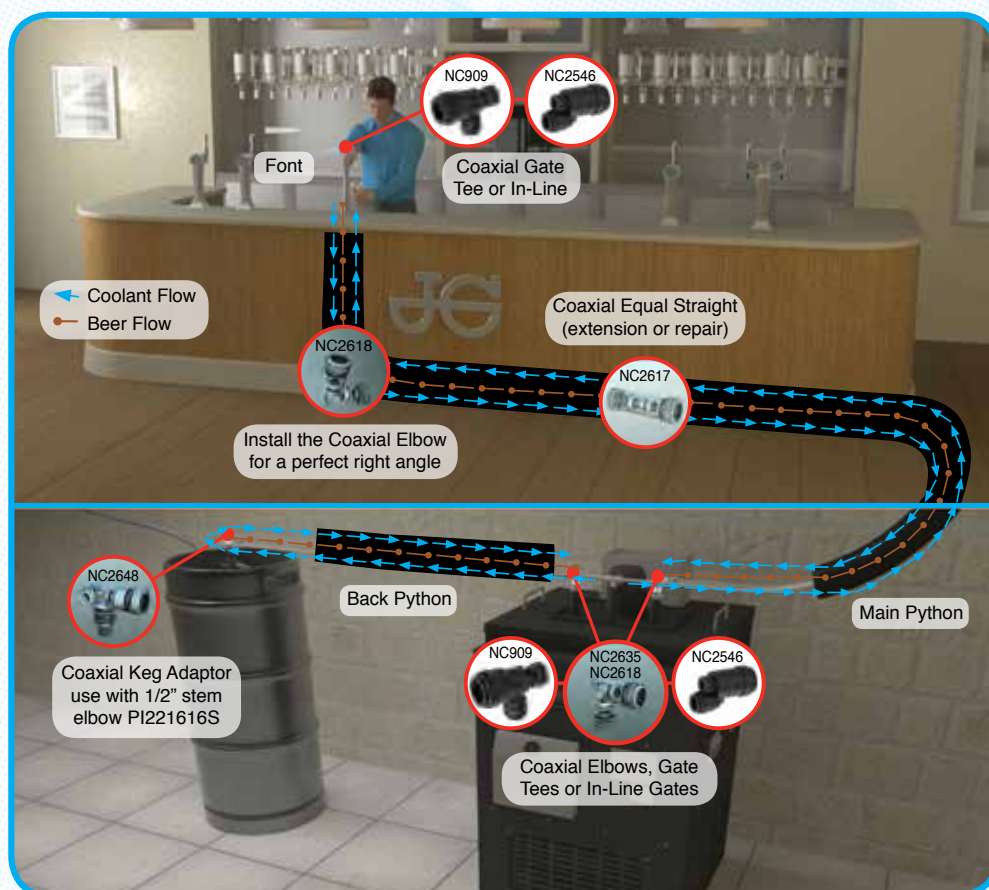 NC909
NC2546
Font
Coaxial Gate
Tee or In-Line
Coolant Flow
Beer Flow
JG
Coaxial Equal Straight
(extension or repair)
NC2618
NC2617
Install the Coaxial Elbow
for a perfect right angle
NC2648
Back Python
Main Python
Coaxial Keg Adaptor
use with 1/2” stem
elbow PI221616S
NC909
NC2635
NC2618
NC2546
Coaxial Elbows, Gate
Tees or In-Line Gates